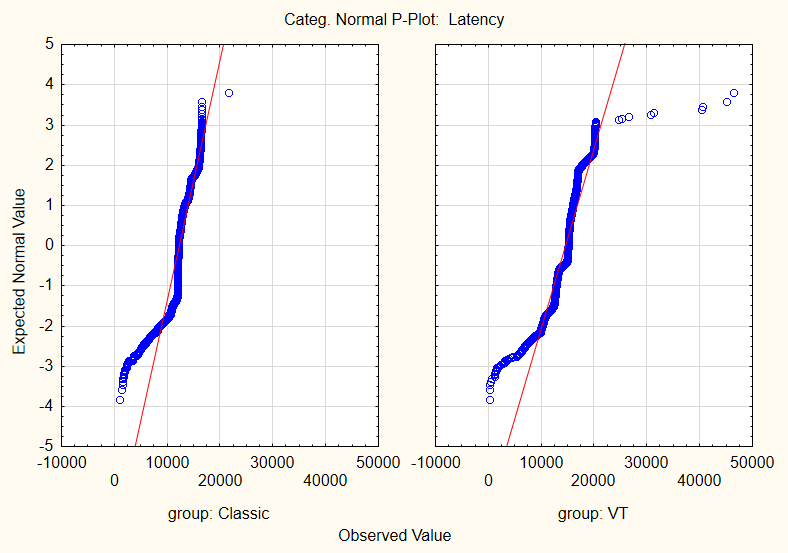 Categ. Normal P-Plot:  Latency
Expected Normal Value
5
4
3
2
1
0
-1
-2
-3
-4
-5
-10000 10000 30000 50000
0 20000 40000
group: Classic
-10000 10000 30000 50000
0 20000 40000
group: VT
Observed Value